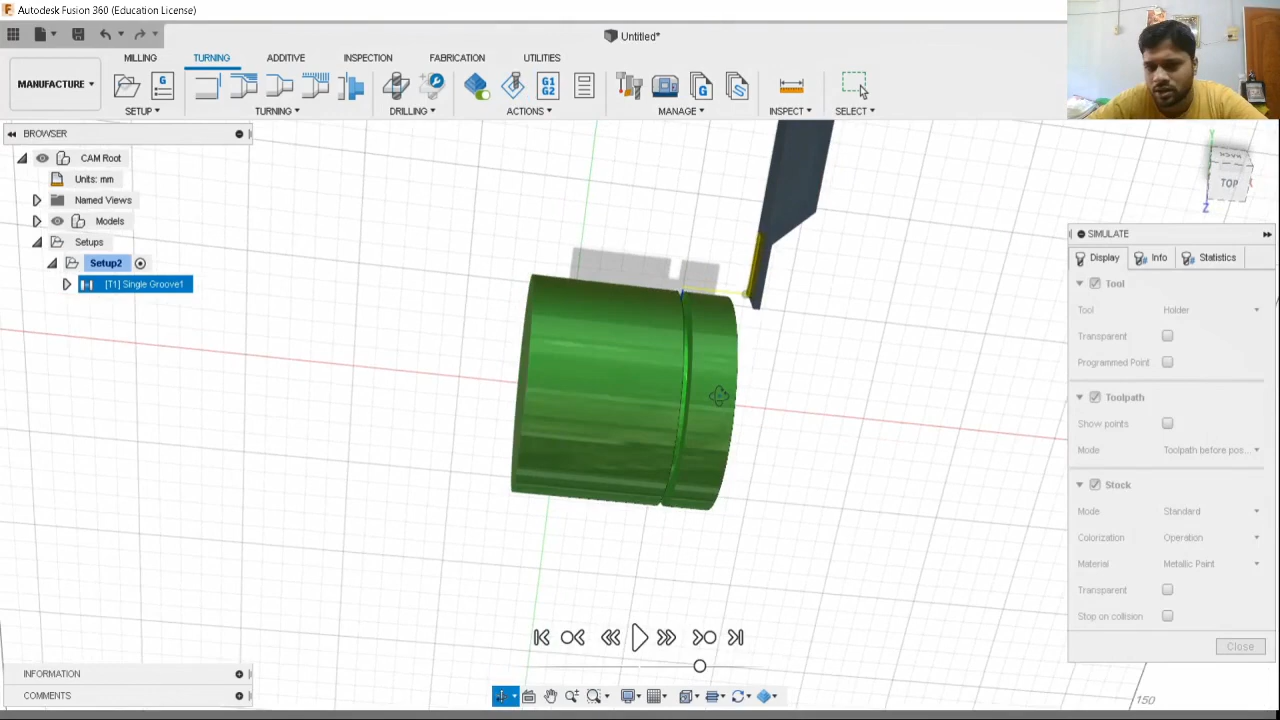 Autodesk Fusion 360 (Education License)
Untitled*
MILLING TURNING ADDITIVE INSPECTION FABRICATION UTILITIES
MANUFACTURE
G G1 G2 G
SETUP TURNING DRILLING ACTIONS MANAGE INSPECT SELECT
BROWSER
CAM Root
Units: mm
Named Views
Models
Setups
Setup2
[T1] Single Groove1
TOP
Y
Z
SIMULATE
Display Info Statistics
Tool
Tool Holder
Transparent
Programmed Point
Toolpath
Show points
Mode Toolpath before pos...
Stock
Mode Standard
Colorization Operation
Material Metallic Paint
Transparent
Stop on collision
Close
INFORMATION
COMMENTS
150